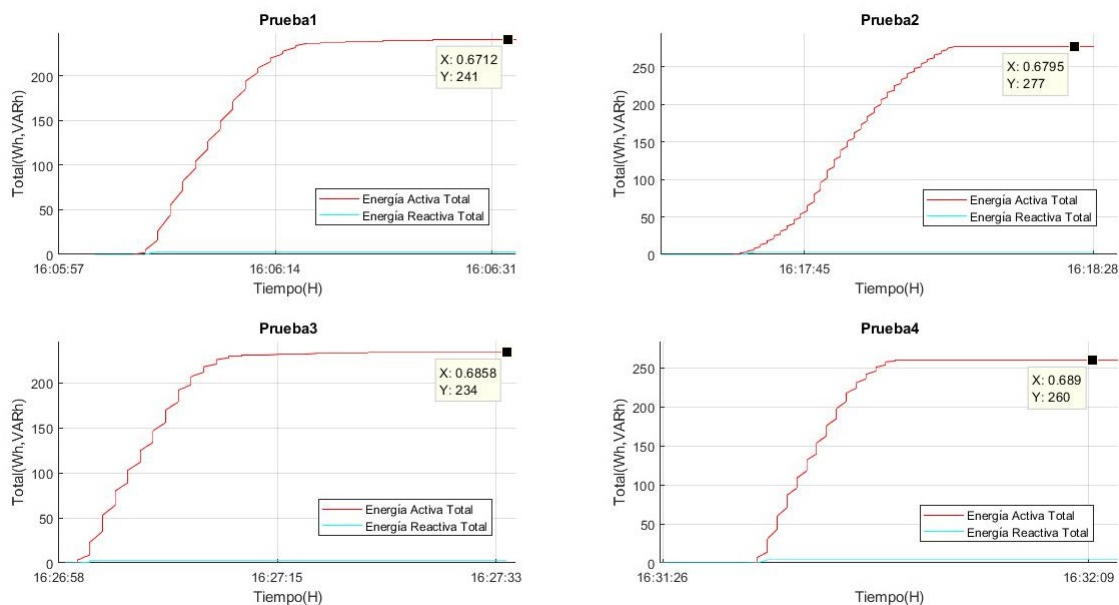 Prueba1
Total(Wh,VARh)
200
150
100
50
0
X: 0.6712
Y: 241
Energía Activa Total
Energía Reactiva Total
16:05:57
16:06:14
16:06:31
Tiempo(H)
Prueba2
Total(Wh,VARh)
250
200
150
100
50
0
X: 0.6795
Y: 277
Energía Activa Total
Energía Reactiva Total
16:17:45
16:18:28
Tiempo(H)
Prueba3
Total(Wh,VARh)
200
150
100
50
0
X: 0.6858
Y: 234
Energía Activa Total
Energía Reactiva Total
16:26:58
16:27:15
16:27:33
Tiempo(H)
Prueba4
Total(Wh,VARh)
250
200
150
100
50
0
X: 0.689
Y: 260
Energía Activa Total
Energía Reactiva Total
16:31:26
16:32:09
Tiempo(H)